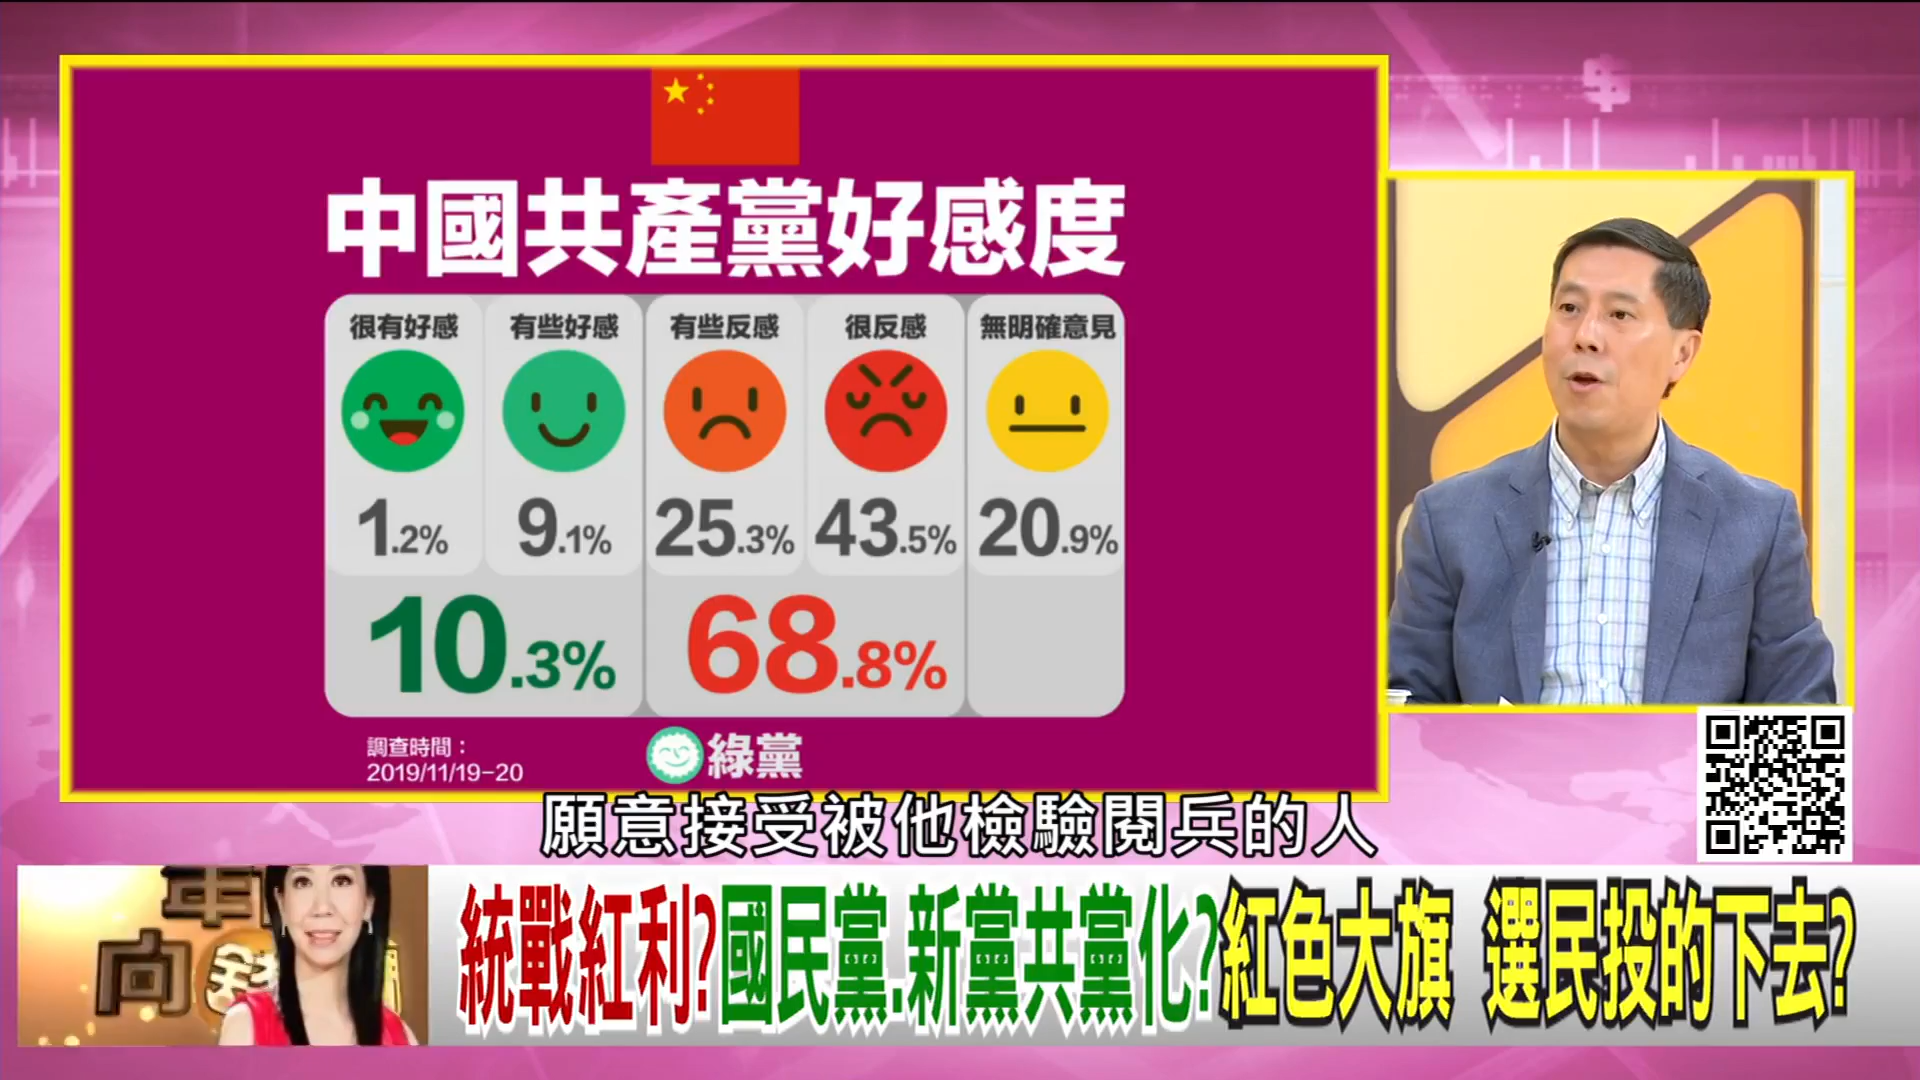 中國共產黨好感度
很有好感
有些好感
有些反感
很反感
無明確意見
1.2%
9.1%
25.3%
43.5%
20.9%
10.3%
68.8%
調查時間：
2019/11/19-20
綠黨
願意接受被他檢驗閱兵的人
向
統戰紅利?國民黨.新黨共黨化?紅色大旗 選民投的下去?